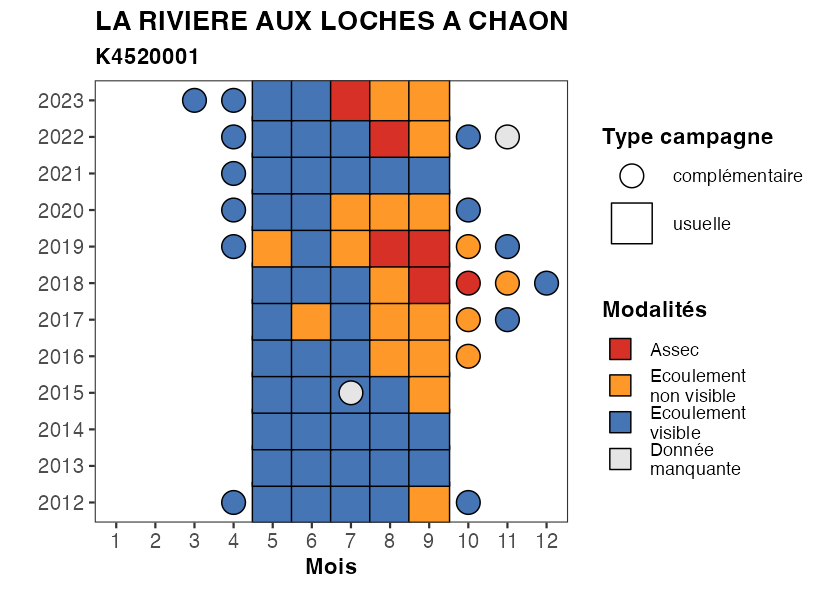 LA RIVIERE AUX LOCHES A CHAON
K4520001
2023
2022
2021
2020
2019
2018
2017
2016
2015
2014
2013
2012
1 2 3 4 5 6 7 8 9 10 11 12
Mois
Type campagne
complémentaire
usuelle
Modalités
Assec
Ecoulement
non visible
Ecoulement
visible
Donnée
manquante